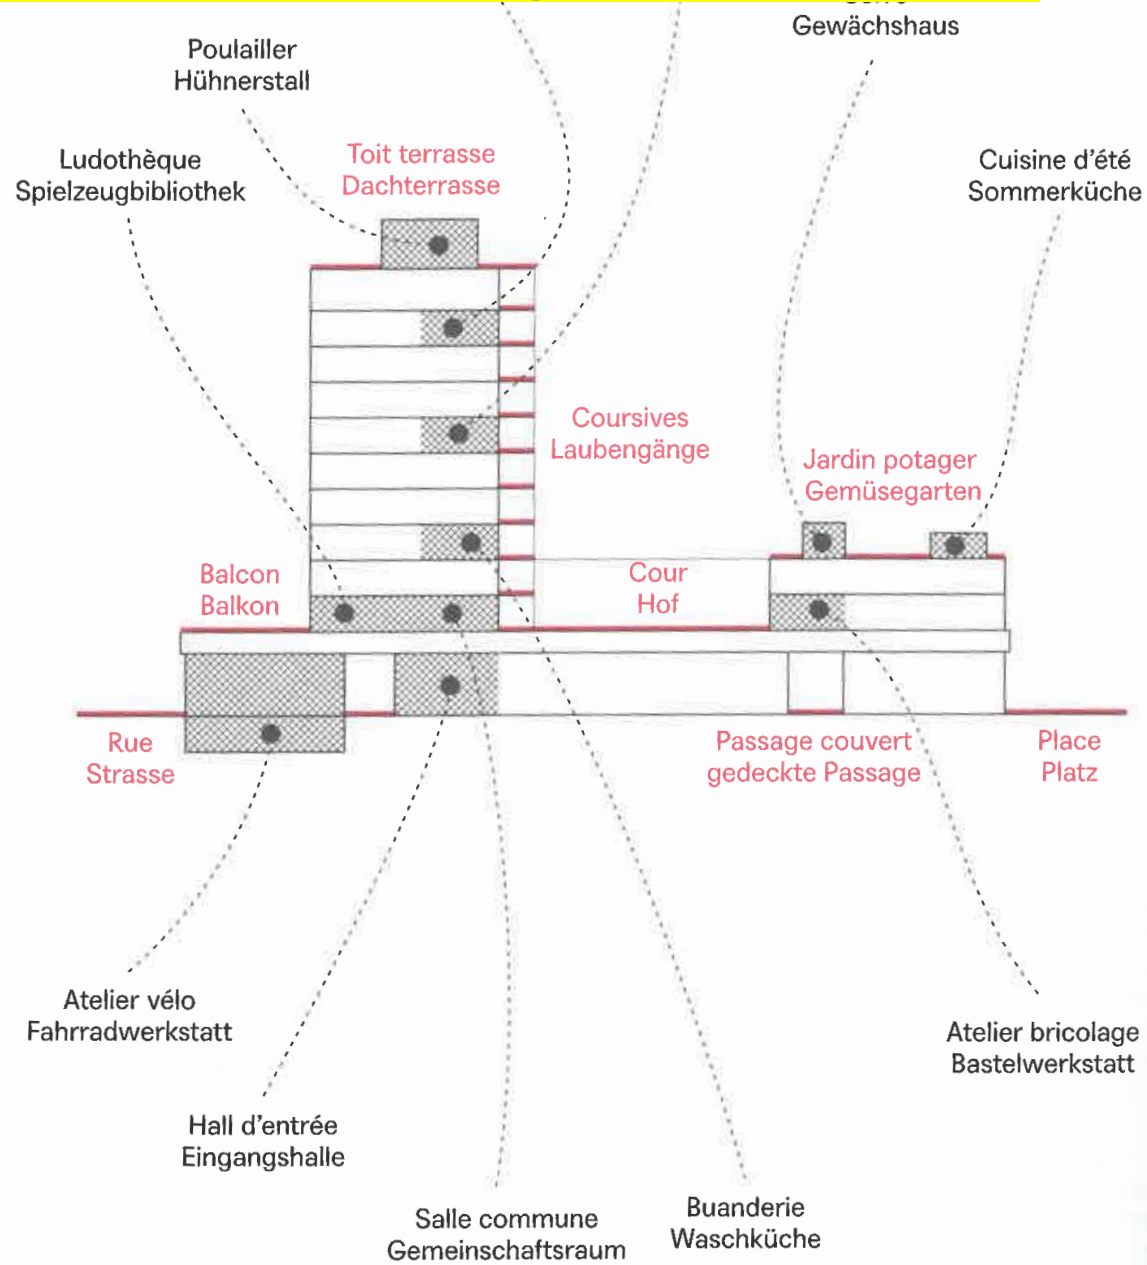 Gewächshaus
Poulailler
Hühnerstall
Ludothèque
Spielzeugbibliothek
Toit terrasse
Dachterrasse
Cuisine d'été
Sommerküche
Coursives
Laubengänge
Jardin potager
Gemüsegarten
Balcon
Balkon
Cour
Hof
Rue
Strasse
Passage couvert
gedeckte Passage
Place
Platz
Atelier vélo
Fahrradwerkstatt
Atelier bricolage
Bastelwerkstatt
Hall d'entrée
Eingangshalle
Salle commune
Gemeinschaftsraum
Buanderie
Waschküche